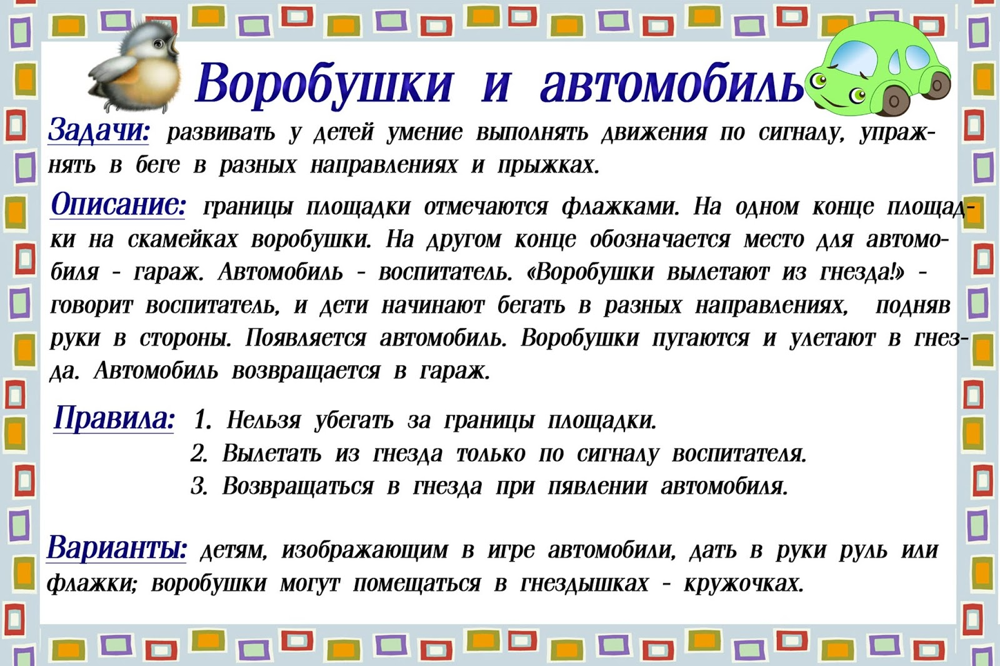 Воробушки и автомобиль
Задачи: развивать у детей умение выполнять движения по сигналу, упраж-
нять в беге в разных направлениях и прыжках.
Описание: границы площадки отмечаются флажками. На одном конце площад-
ки на скамейках воробушки. На другом конце обозначается место для автомо-
биля - гараж. Автомобиль - воспитатель. «Воробушки вылетают из гнезда!» -
говорит воспитатель, и дети начинают бегать в разных направлениях, подняв
руки в стороны. Появляется автомобиль. Воробушки пугаются и улетают в гнез-
да. Автомобиль возвращается в гараж.
Правила: 1. Нельзя убегать за границы площадки.
2. Вылетать из гнезда только по сигналу воспитателя.
3. Возвращаться в гнезда при пявлении автомобиля.
Варианты: детям, изображающим в игре автомобили, дать в руки руль или
флажки; воробушки могут помещаться в гнездышках - кружочках.